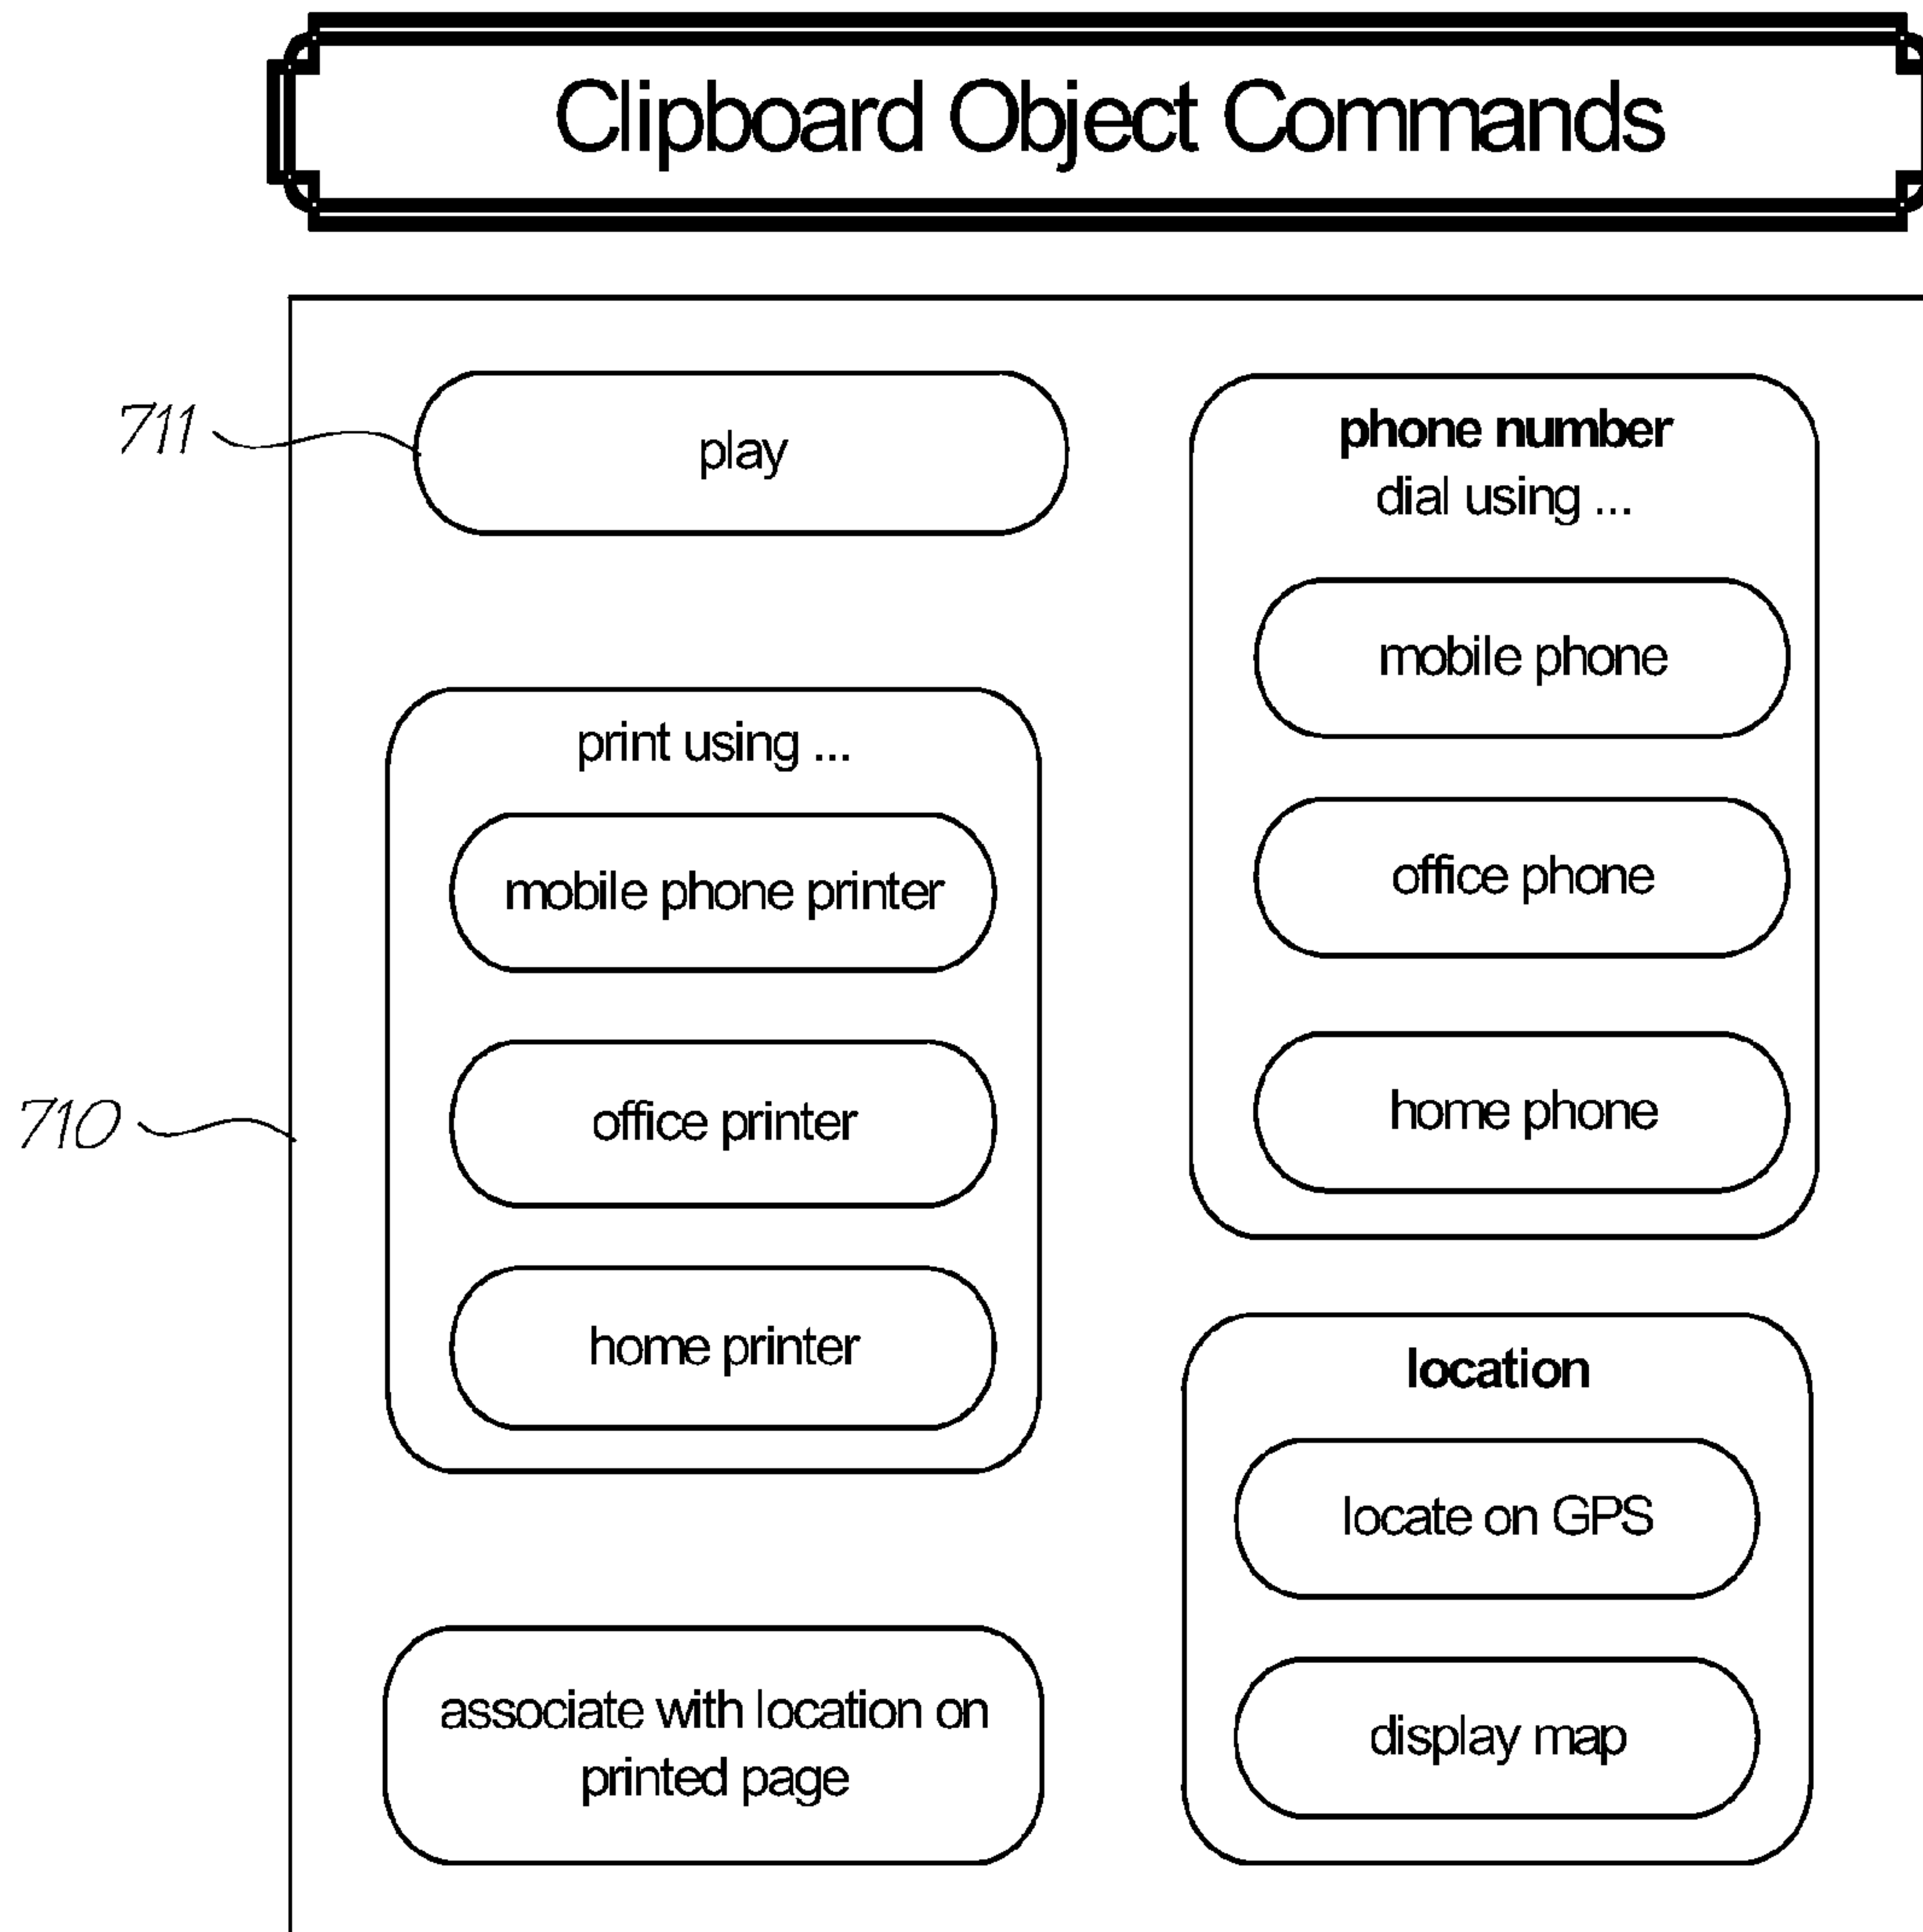 Clipboard Object Commands
711
play
print using ...
mobile phone printer
office printer
home printer
710
associate with location on
printed page
phone number
dial using ...
mobile phone
office phone
home phone
location
locate on GPS
display map